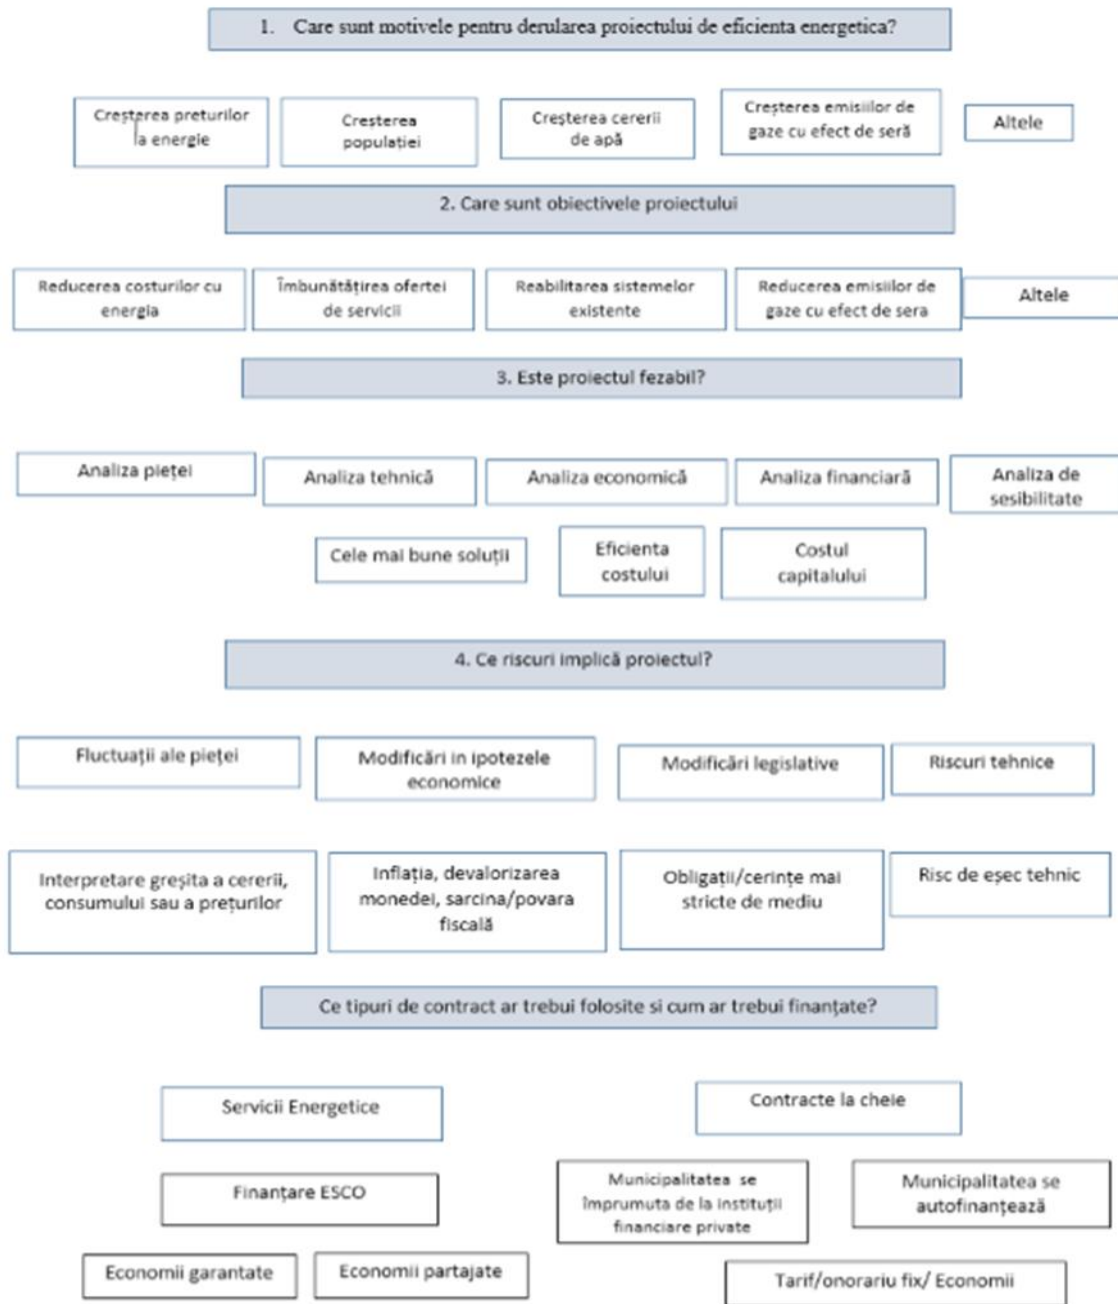 1. Care sunt motivele pentru derularea proiectului de eficienta energetica?
Creșterea preturilor
la energie
Creșterea
populației
Creșterea cererii
de apă
Creșterea emisiilor de
gaze cu efect de seră
Altele
2. Care sunt obiectivele proiectului
Reducerea costurilor cu
energia
Îmbunătățirea ofertei
de servicii
Reabilitarea sistemelor
existente
Reducerea emisiilor de
gaze cu efect de sera
Altele
3. Este proiectul fezabil?
Analiza pieței
Analiza tehnică
Analiza economică
Analiza financiară
Analiza de
sesibilitate
Cele mai bune soluții
Eficienta
costului
Costul
capitalului
4. Ce riscuri implică proiectul?
Fluctuații ale pieței
Modificări in ipotezele
economice
Modificări legislative
Riscuri tehnice
Interpretare greșita a cererii,
consumului sau a prețurilor
Inflația, devalorizarea
monedei, sarcina/povara
fiscală
Obligații/cerințe mai
stricte de mediu
Risc de eșec tehnic
Ce tipuri de contract ar trebui folosite si cum ar trebui finanțate?
Servicii Energetice
Contracte la cheie
Finanțare ESCO
Municipalitatea se
împrumuta de la instituții
financiare private
Municipalitatea se
autofinanțează
Economii garantate
Economii partajate
Tarif/onorariu fix/ Economii